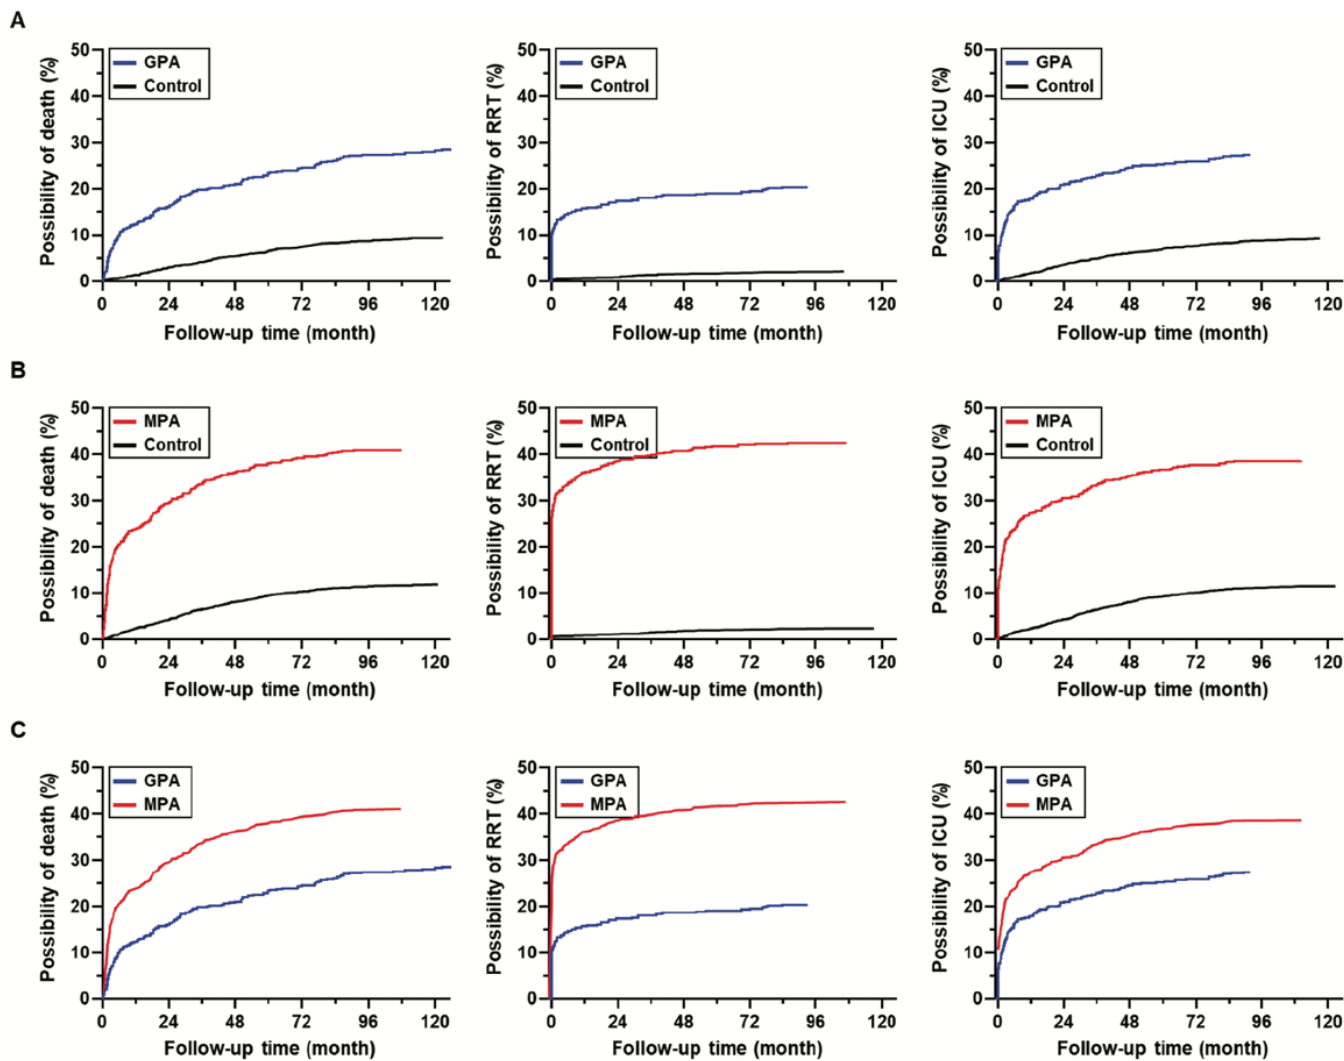 A
Possibility of death (%)
50
40
30
20
10
0
GPA
Control
0 24 48 72 96 120
Follow-up time (month)
Possibility of RRT (%)
50
40
30
20
10
0
GPA
Control
0 24 48 72 96 120
Follow-up time (month)
Possibility of ICU (%)
50
40
30
20
10
0
GPA
Control
0 24 48 72 96 120
Follow-up time (month)
B
Possibility of death (%)
50
40
30
20
10
0
MPA
Control
0 24 48 72 96 120
Follow-up time (month)
Possibility of RRT (%)
50
40
30
20
10
0
MPA
Control
0 24 48 72 96 120
Follow-up time (month)
Possibility of ICU (%)
50
40
30
20
10
0
MPA
Control
0 24 48 72 96 120
Follow-up time (month)
C
Possibility of death (%)
50
40
30
20
10
0
GPA
MPA
0 24 48 72 96 120
Follow-up time (month)
Possibility of RRT (%)
50
40
30
20
10
0
GPA
MPA
0 24 48 72 96 120
Follow-up time (month)
Possibility of ICU (%)
50
40
30
20
10
0
GPA
MPA
0 24 48 72 96 120
Follow-up time (month)